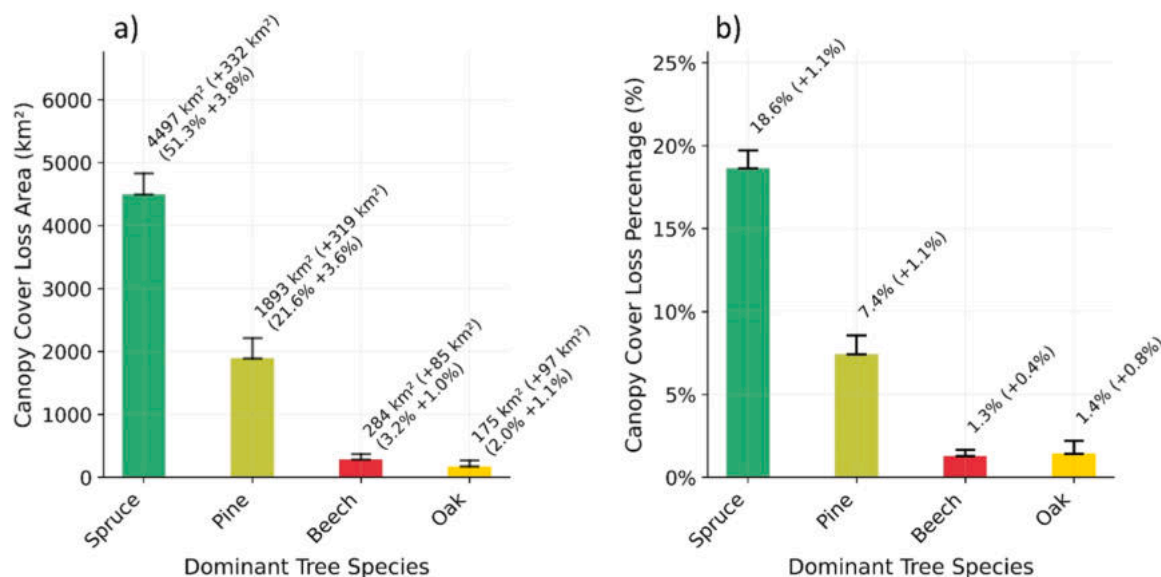 a)
Canopy Cover Loss Area (km²)
6000
5000
4000
3000
2000
1000
0
4497 km² (+332 km²)
(51.3% +3.8%)
1893 km² (+319 km²)
(21.6% +3.6%)
284 km² (+85 km²)
(3.2% +1.0%)
175 km² (+97 km²)
(2.0% +1.1%)
Spruce
Pine
Beech
Oak
Dominant Tree Species
b)
Canopy Cover Loss Percentage (%)
25%
20%
15%
10%
5%
0%
18.6% (+1.1%)
7.4% (+1.1%)
1.3% (+0.4%)
1.4% (+0.8%)
Spruce
Pine
Beech
Oak
Dominant Tree Species